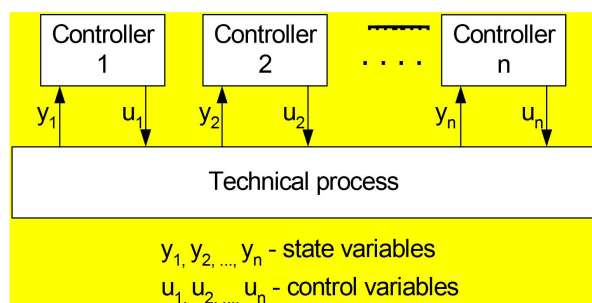 Controller 1
Controller 2
. . . .
Controller n
y1
u1
y2
u2
yn
un
Technical process
y1, y2, ..., yn - state variables
u1, u2, ..., un - control variables